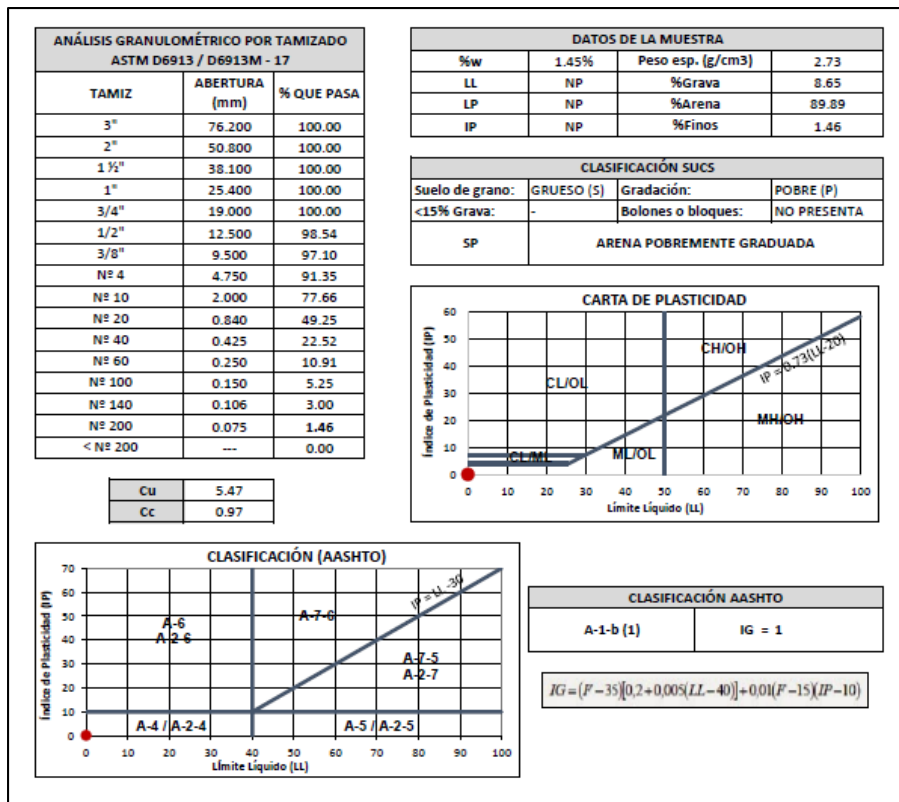 ANÁLISIS GRANULOMÉTRICO POR TAMIZADO
ASTM D6913 / D6913M - 17
TAMIZ ABERTURA (mm) % QUE PASA
3" 76.200 100.00
2" 50.800 100.00
1 ½" 38.100 100.00
1" 25.400 100.00
3/4" 19.000 100.00
1/2" 12.500 98.54
3/8" 9.500 97.10
Nº 4 4.750 91.35
Nº 10 2.000 77.66
Nº 20 0.840 49.25
Nº 40 0.425 22.52
Nº 60 0.250 10.91
Nº 100 0.150 5.25
Nº 140 0.106 3.00
Nº 200 0.075 1.46
< Nº 200 --- 0.00
Cu 5.47
Cc 0.97
DATOS DE LA MUESTRA
%w 1.45% Peso esp. (g/cm3) 2.73
LL NP %Grava 8.65
LP NP %Arena 89.89
IP NP %Finos 1.46
CLASIFICACIÓN SUCS
Suelo de grano: GRUESO (S) Gradación: POBRE (P)
<15% Grava: - Bolones o bloques: NO PRESENTA
SP ARENA POBREMENTE GRADUADA
CARTA DE PLASTICIDAD
Índice de Plasticidad (IP)
60
50
40
30
20
10
0
CH/OH
IP = 0.73(LL-20)
CL/OL
MH/OH
CL/ML
ML/OL
0 10 20 30 40 50 60 70 80 90 100
Límite Líquido (LL)
CLASIFICACIÓN (AASHTO)
Índice de Plasticidad (IP)
70
60
50
40
30
20
10
0
IP = LL -30
A-6
A-2-6
A-7-6
A-7-5
A-2-7
A-4 / A-2-4
A-5 / A-2-5
0 10 20 30 40 50 60 70 80 90 100
Límite Líquido (LL)
CLASIFICACIÓN AASHTO
A-1-b (1) IG = 1
IG = (F-35)[0,2+0,005(LL-40)]+0,01(F-15)(IP-10)